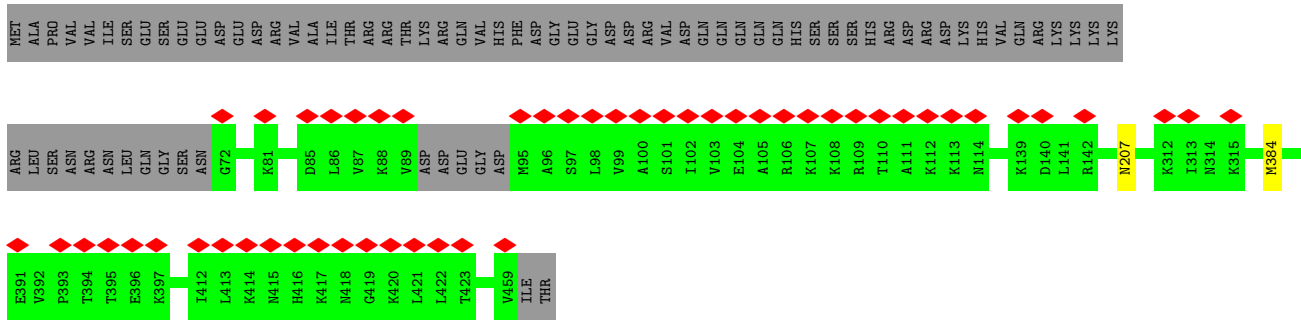 MET ALA PRO VAL VAL ILE SER GLU SER GLU GLU ASP GLU ASP ARG VAL ALA ILE THR ARG ARG THR LYS ARG GLN VAL HIS PHE ASP GLY GLU GLY ASP ASP ARG VAL ASP GLN GLN GLN GLN HIS SER SER SER HIS ARG ASP ARG ASP LYS HIS VAL GLN ARG LYS LYS LYS LYS
ARG LEU SER ASN ARG ASN LEU GLN GLY SER ASN G72 K81 D85 L86 V87 K88 V89 ASP ASP GLU GLY ASP M95 A96 S97 L98 V99 A100 S101 I102 V103 E104 A105 R106 K107 K108 R109 T110 A111 K112 K113 N114 K139 D140 L141 R142 N207 K312 I313 N314 K315 M384
E391 V392 P393 T394 T395 E396 K397 I412 L413 K414 N415 H416 K417 N418 G419 K420 L421 L422 T423 V459 ILE THR